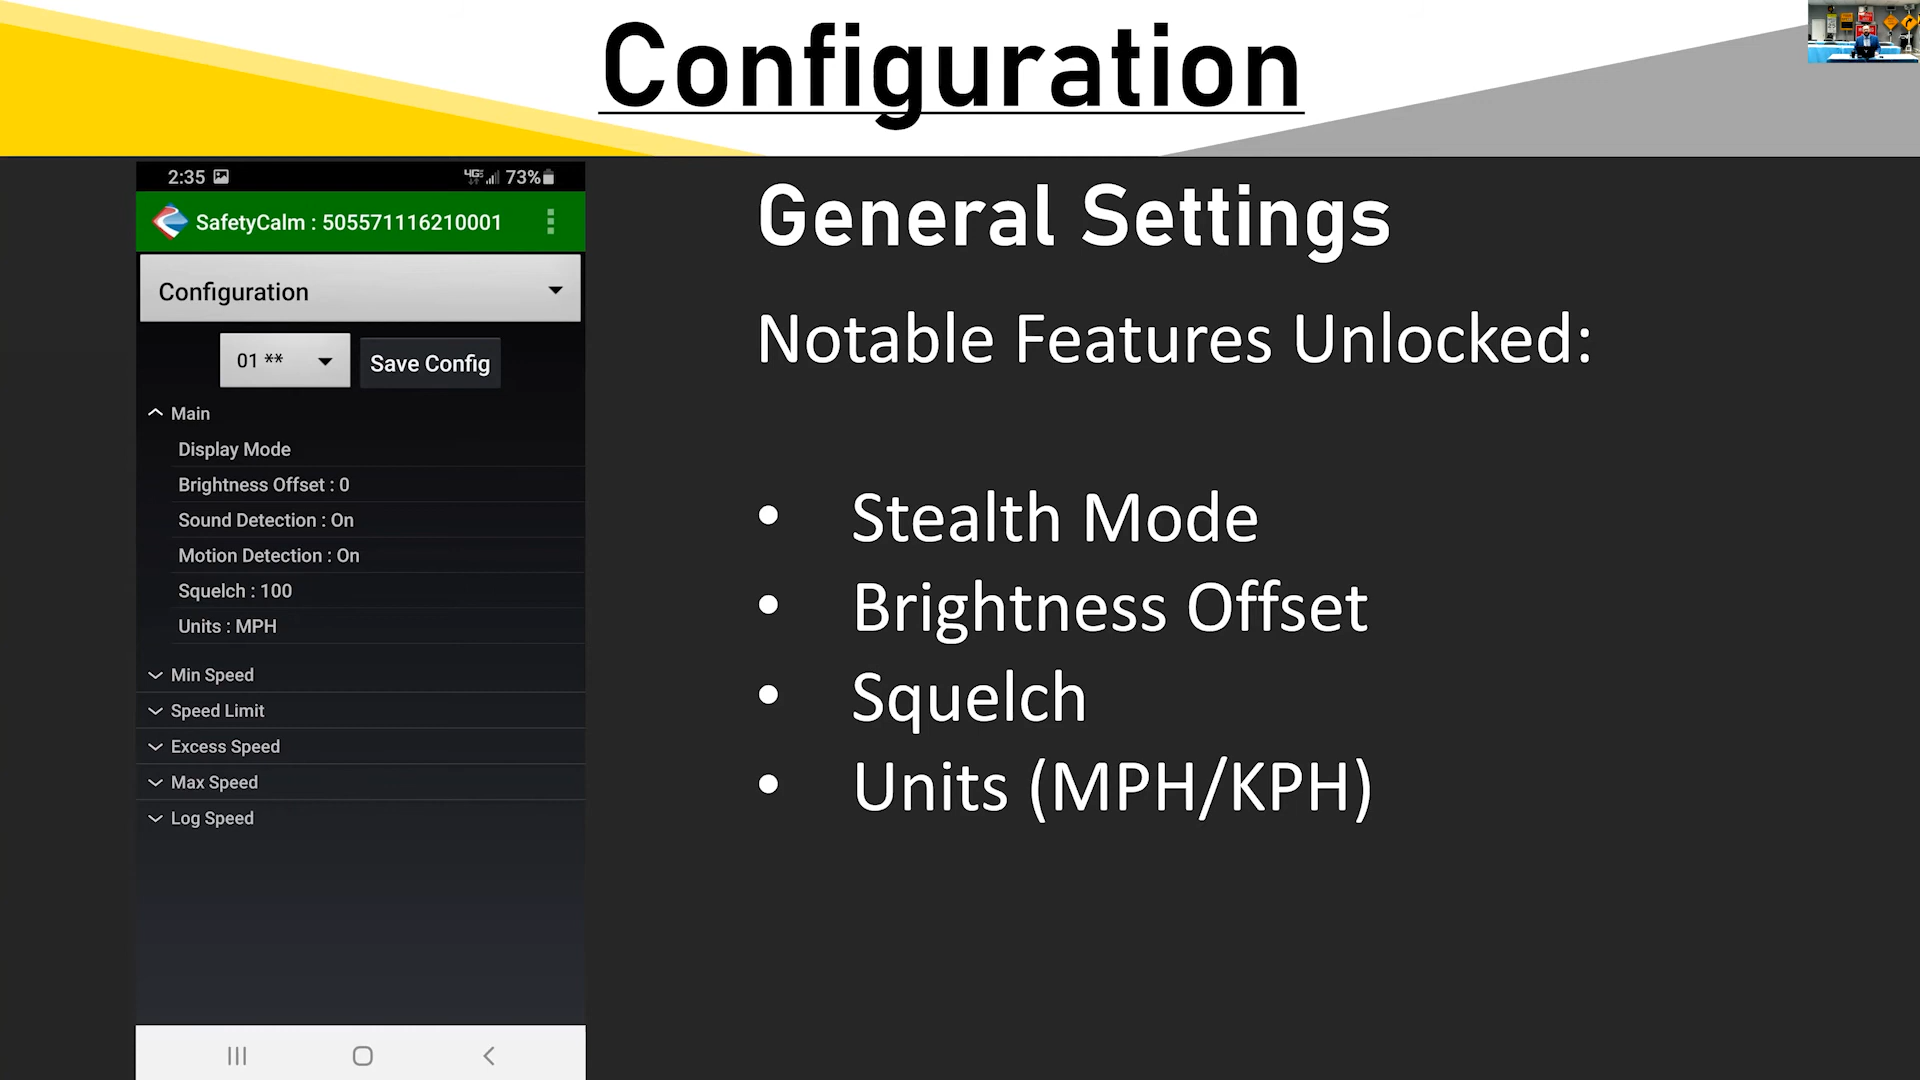 Configuration
2:35
4G 73%
SafetyCalm : 505571116210001
Configuration
01 **
Save Config
Main
Display Mode
Brightness Offset : 0
Sound Detection : On
Motion Detection : On
Squelch : 100
Units : MPH
Min Speed
Speed Limit
Excess Speed
Max Speed
Log Speed
General Settings
Notable Features Unlocked:
• Stealth Mode
• Brightness Offset
• Squelch
• Units (MPH/KPH)